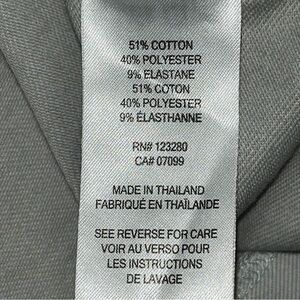 51% COTTON
40% POLYESTER
9% ELASTANE
51% COTON
40% POLYESTER
9% ÉLASTHANNE
RN# 123280
CA# 07099
MADE IN THAILAND
FABRIQUÉ EN THAÏLANDE
SEE REVERSE FOR CARE
VOIR AU VERSO POUR
LES INSTRUCTIONS
DE LAVAGE